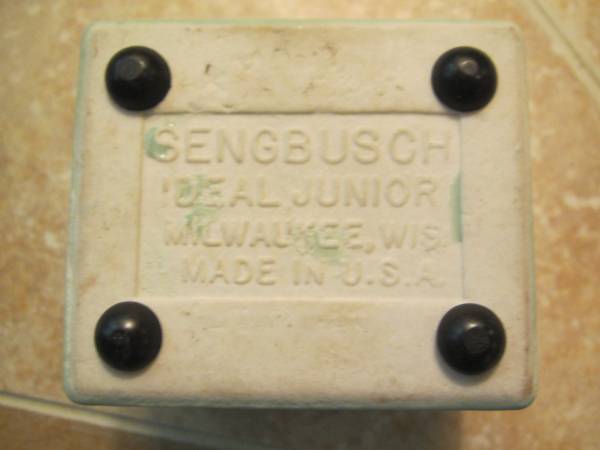 SENGBUSCH
IDEAL JUNIOR
MILWAUKEE, WIS.
MADE IN U.S.A.